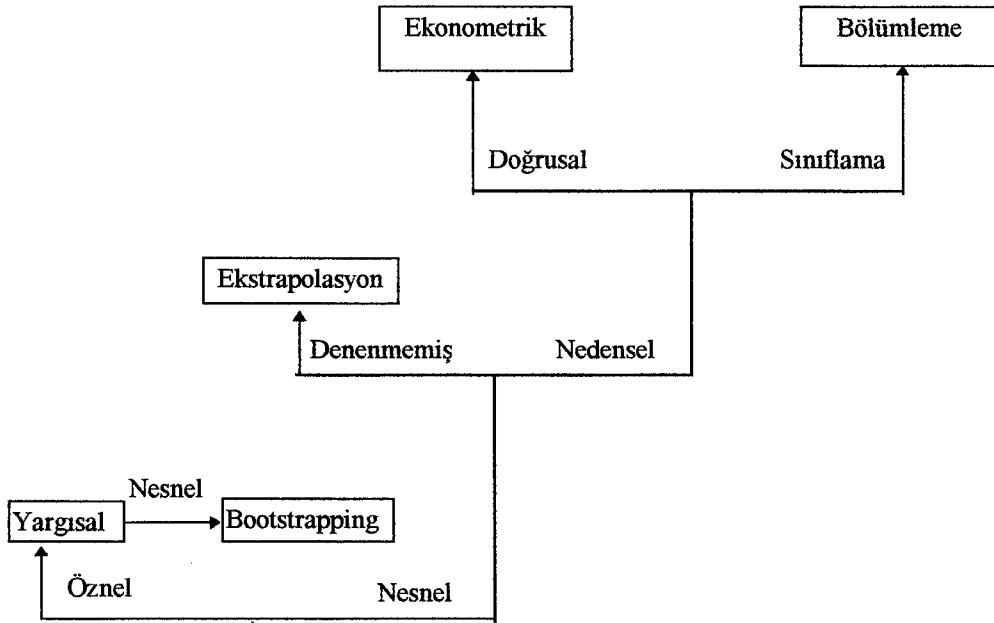 Ekonometrik
Bölümleme
Doğrusal
Sınıflama
Ekstrapolasyon
Denenmemiş
Nedensel
Nesnel
Yargısal
Bootstrapping
Öznel
Nesnel